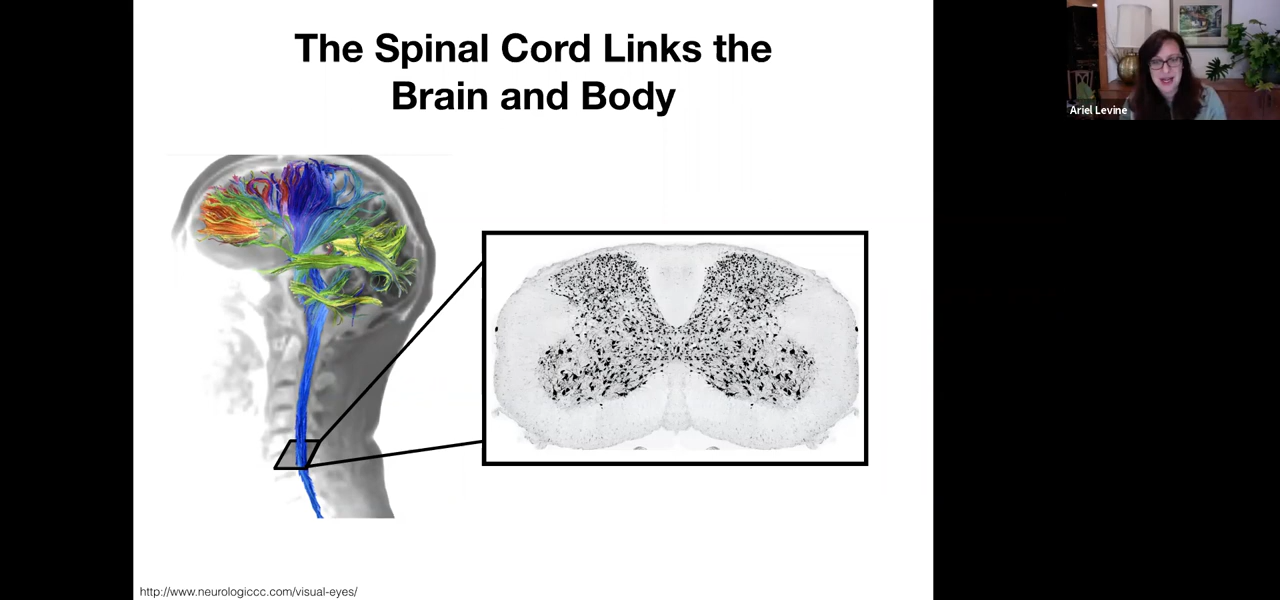 The Spinal Cord Links the
Brain and Body
Ariel Levine
http://www.neurologiccc.com/visual-eyes/